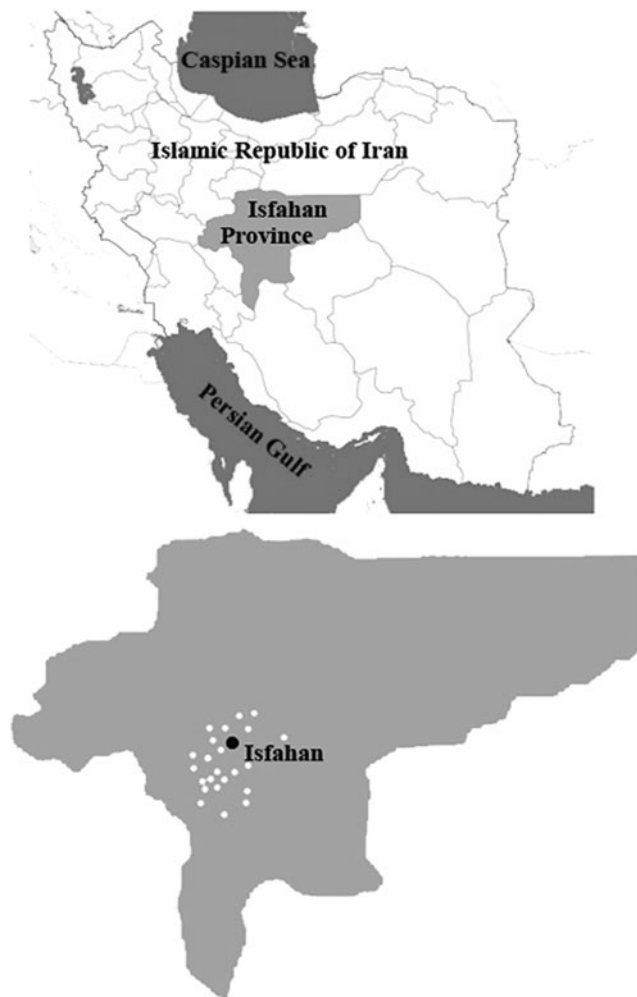 Caspian Sea
Islamic Republic of Iran
Isfahan
Province
Persian Gulf
Isfahan